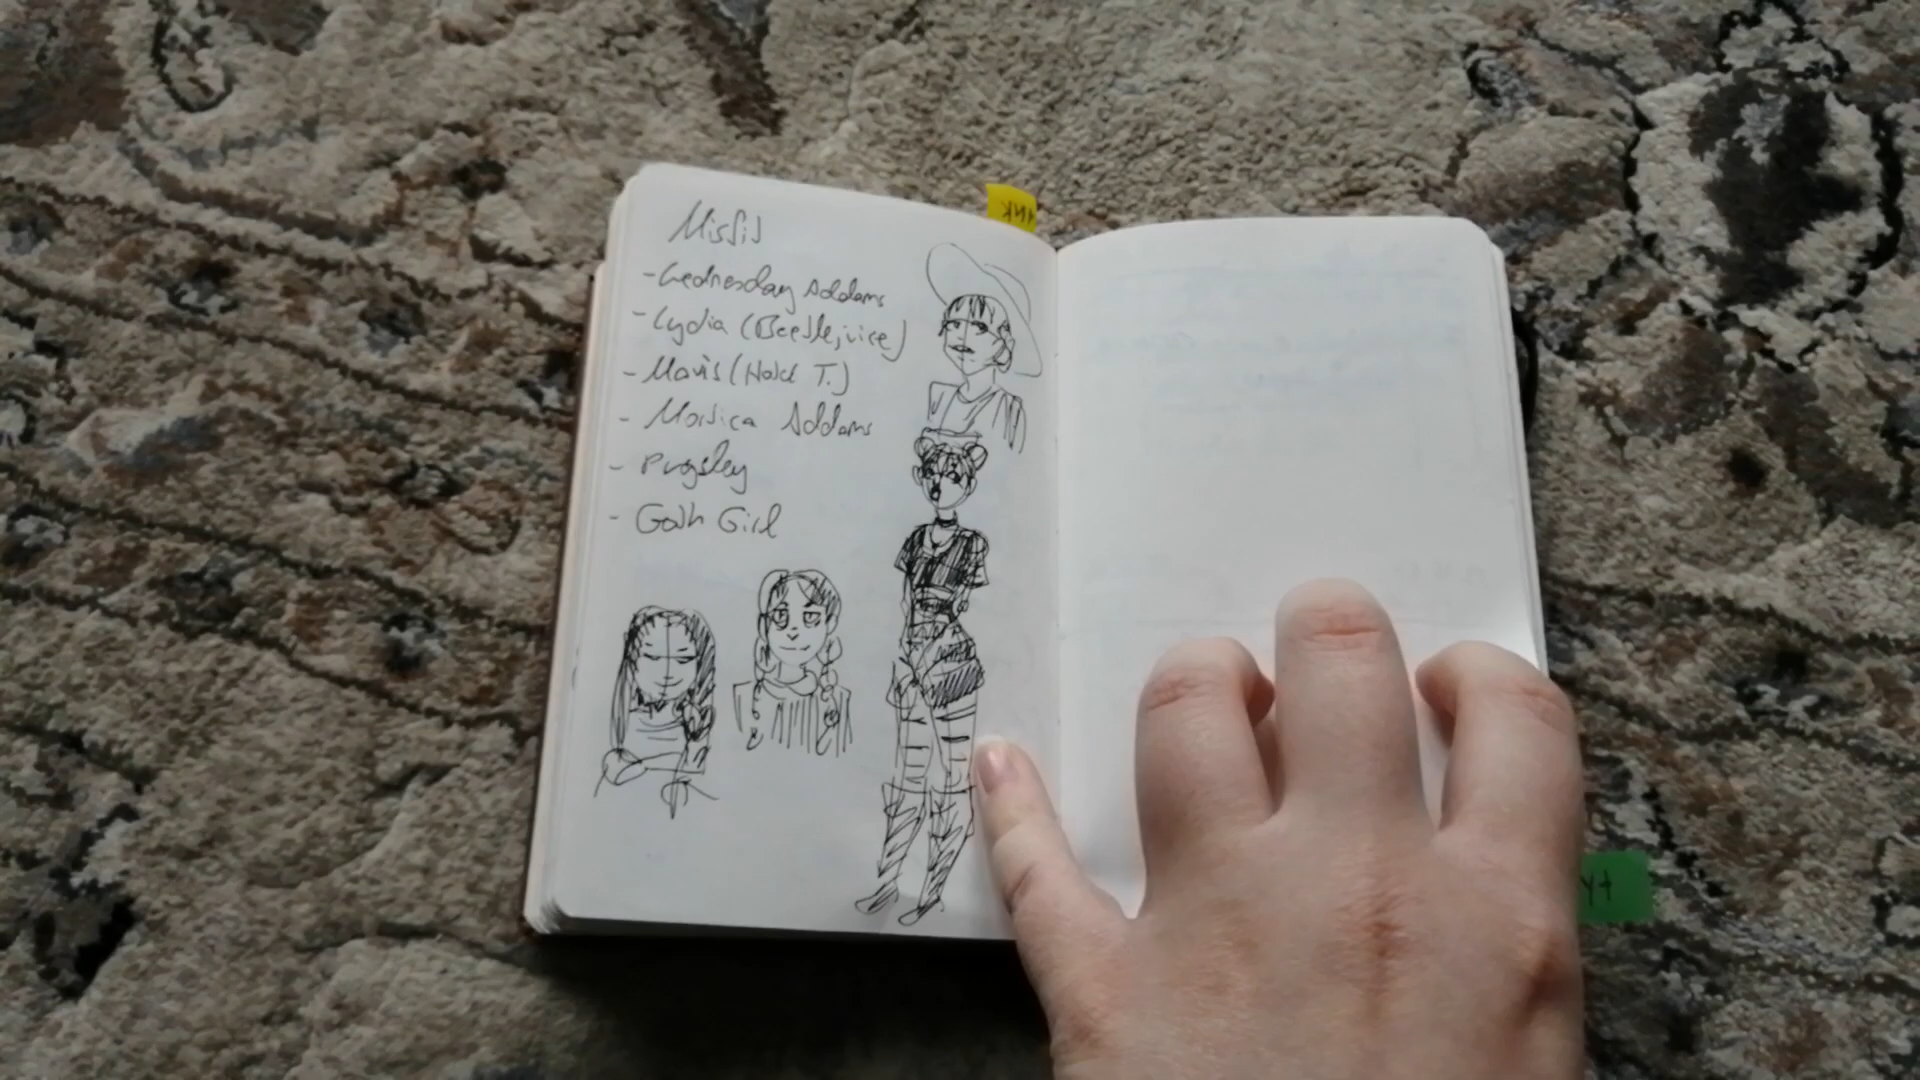 Misfit
- Wednesday Addams
- Lydia (Beetlejuice)
- Mavis (Hotel T.)
- Morticia Addams
- Pugsley
- Goth Girl